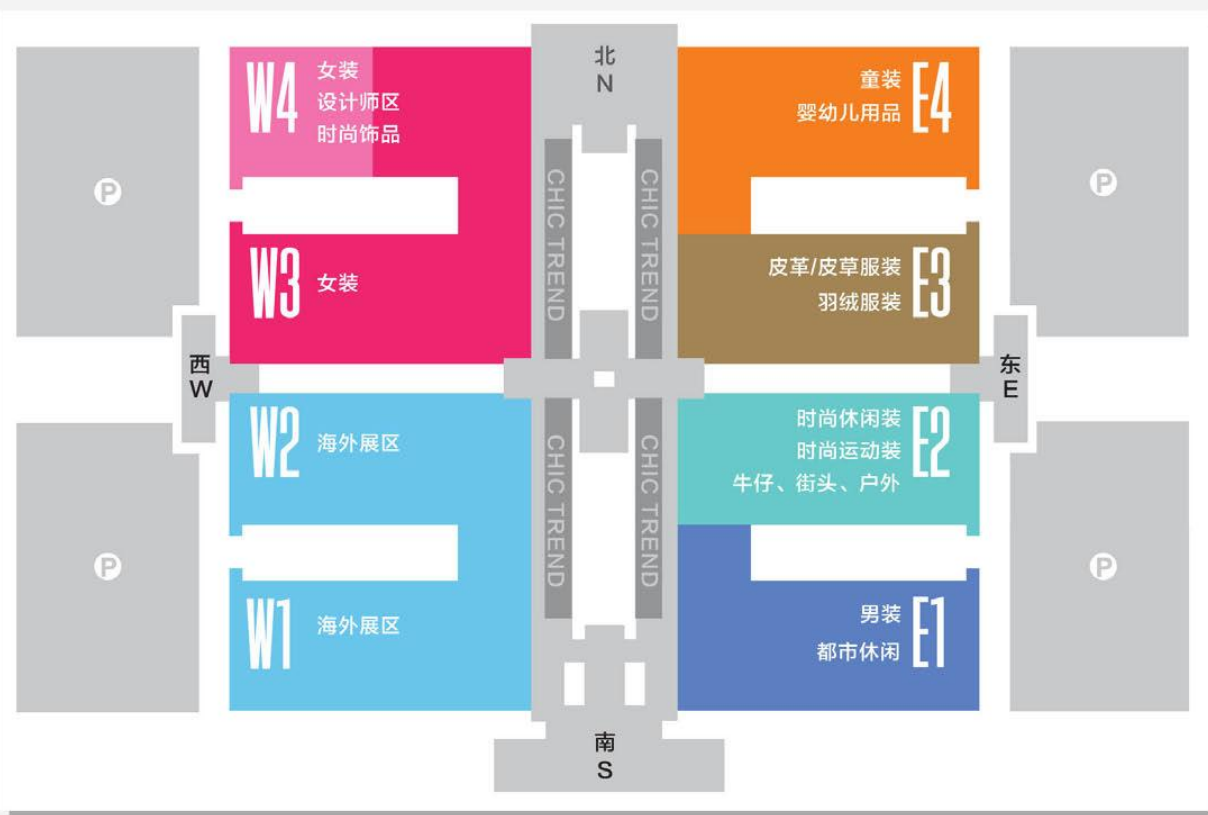 北
N
W4
女装
设计师区
时尚饰品
童装
婴幼儿用品
E4
P
P
CHIC TREND
CHIC TREND
W3
女装
皮革/皮草服装
羽绒服装
E3
西
W
东
E
W2
海外展区
时尚休闲装
时尚运动装
牛仔、街头、户外
E2
CHIC TREND
CHIC TREND
P
P
W1
海外展区
男装
都市休闲
E1
南
S